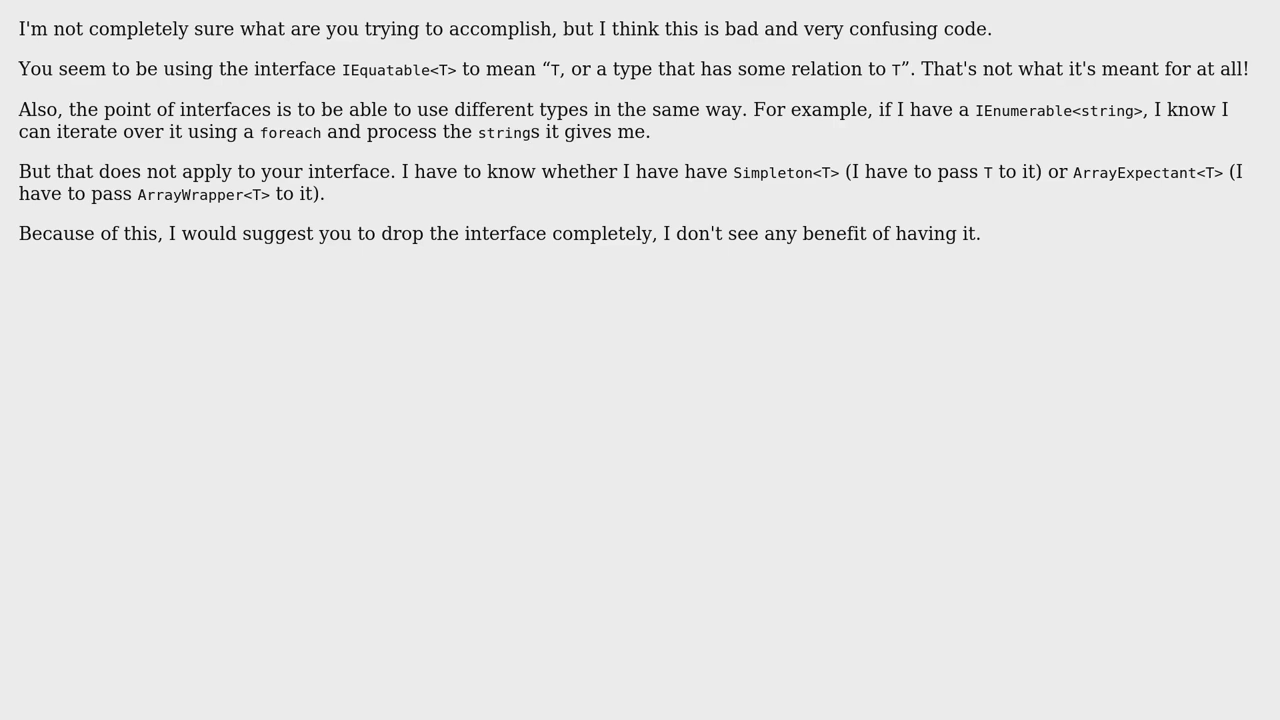 I'm not completely sure what are you trying to accomplish, but I think this is bad and very confusing code.
You seem to be using the interface IEquatable<T> to mean “T, or a type that has some relation to T”. That's not what it's meant for at all!
Also, the point of interfaces is to be able to use different types in the same way. For example, if I have a IEnumerable<string>, I know I
can iterate over it using a foreach and process the strings it gives me.
But that does not apply to your interface. I have to know whether I have have Simpleton<T> (I have to pass T to it) or ArrayExpectant<T> (I
have to pass ArrayWrapper<T> to it).
Because of this, I would suggest you to drop the interface completely, I don't see any benefit of having it.